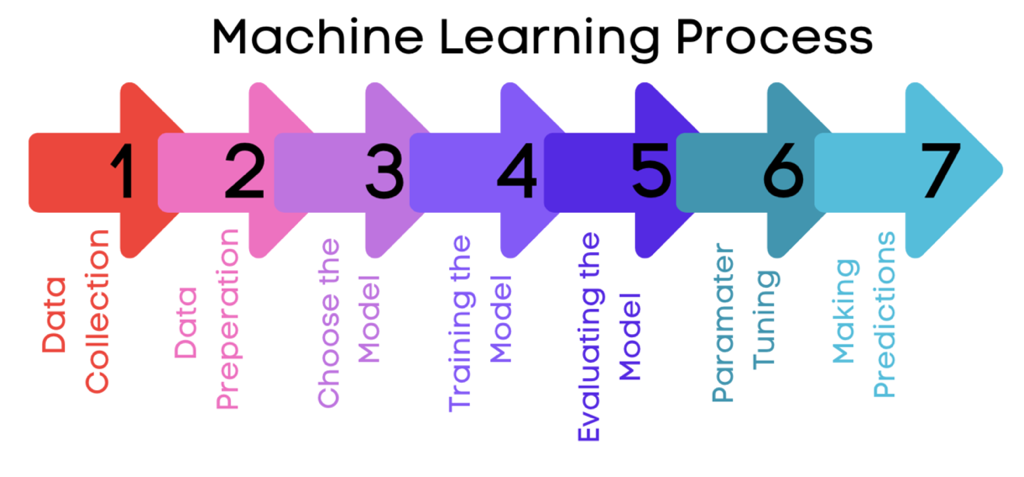 Machine Learning Process
1
2
3
4
5
6
7
Data
Collection
Data
Preperation
Choose the
Model
Training the
Model
Evaluating the
Model
Paramater
Tuning
Making
Predictions